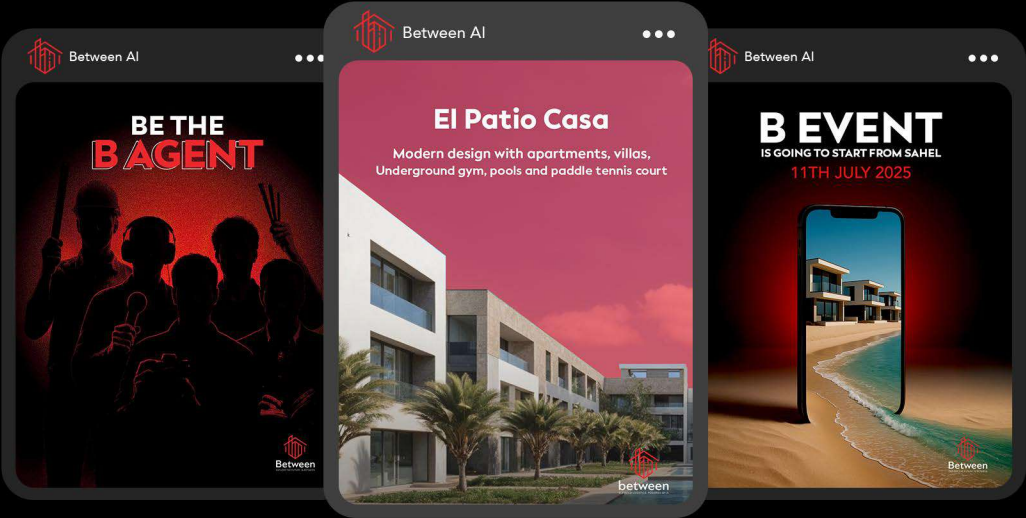 Between AI
BE THE
B AGENT
Between
Between AI
El Patio Casa
Modern design with apartments, villas,
Underground gym, pools and paddle tennis court
between
Between AI
B EVENT
IS GOING TO START FROM SAHEL
11TH JULY 2025
Between